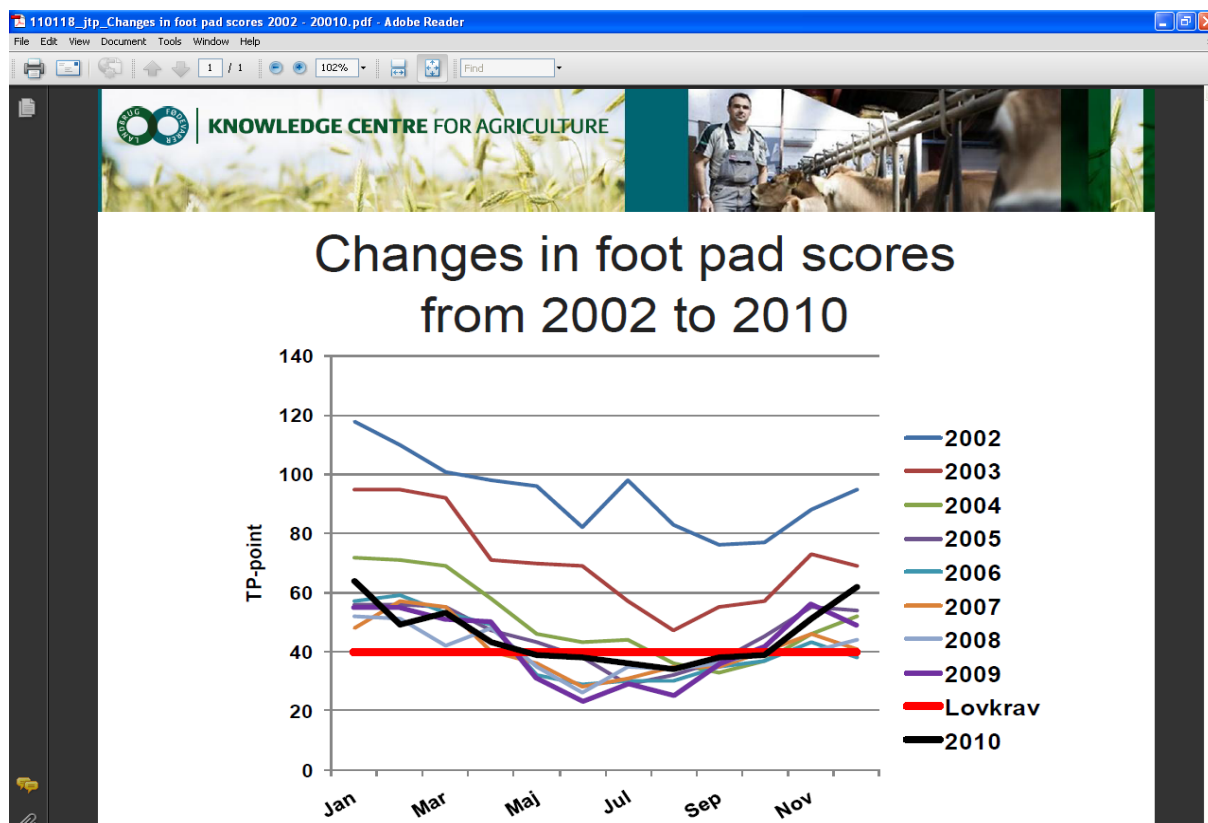 110118_jtp_Changes in foot pad scores 2002 - 20010.pdf - Adobe Reader
File Edit View Document Tools Window Help
1 / 1 102% Find
LANDBRUG FØDEVARER
KNOWLEDGE CENTRE FOR AGRICULTURE
Changes in foot pad scores
from 2002 to 2010
TP-point
140
120
100
80
60
40
20
0
Jan Mar Maj Jul Sep Nov
2002
2003
2004
2005
2006
2007
2008
2009
Lovkrav
2010